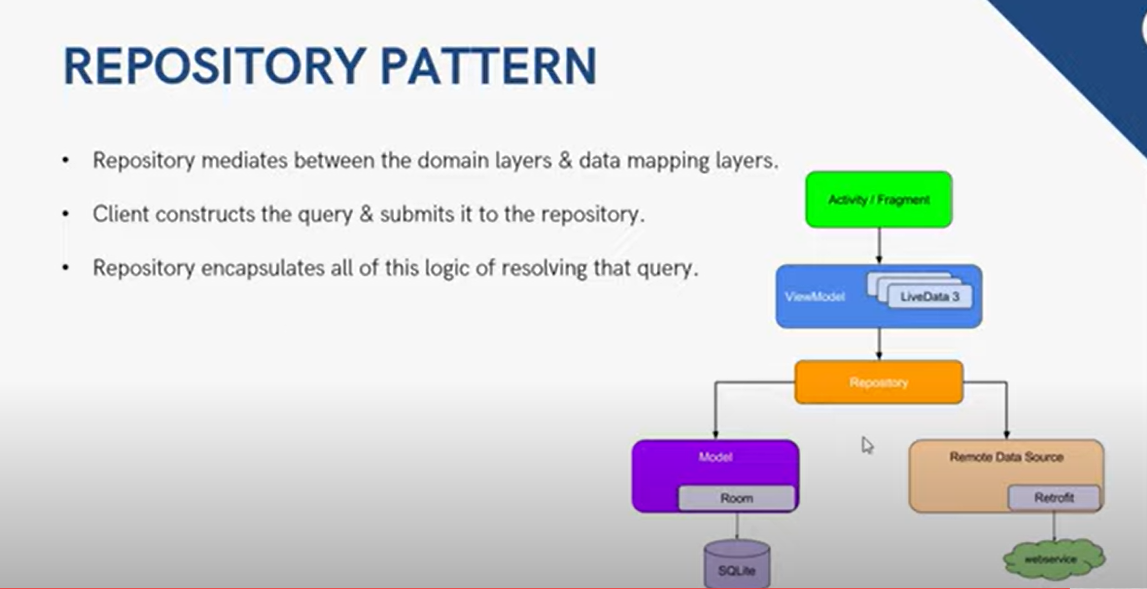 REPOSITORY PATTERN
• Repository mediates between the domain layers & data mapping layers.
• Client constructs the query & submits it to the repository.
• Repository encapsulates all of this logic of resolving that query.
Activity / Fragment
ViewModel
LiveData 3
Repository
Model
Room
SQLite
Remote Data Source
Retrofit
webservice